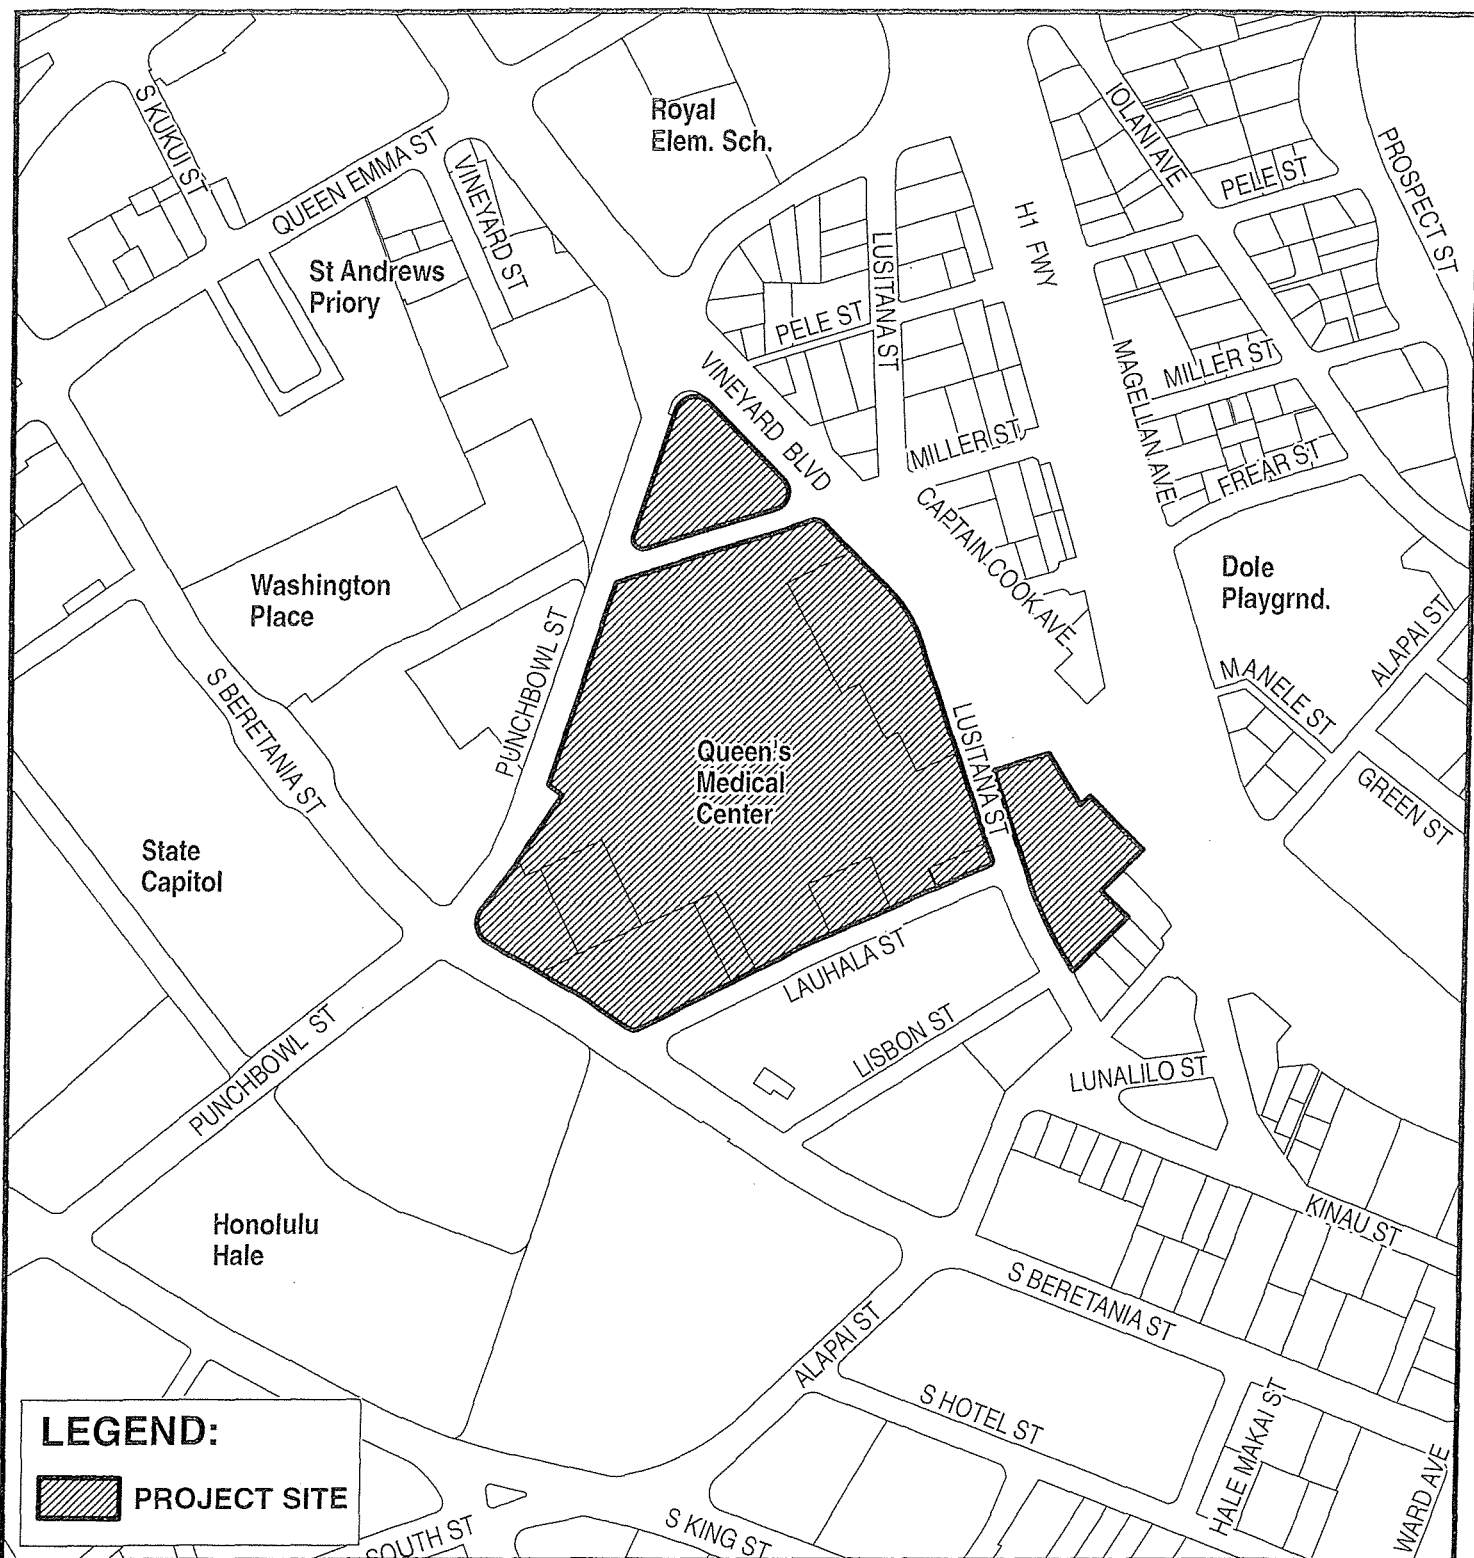 S KUKUI ST
QUEEN EMMA ST
VINEYARD ST
Royal
Elem. Sch.
IOLANI AVE
PELE ST
PROSPECT ST
St Andrews
Priory
LUSITANA ST
H1 FWY
PELE ST
VINEYARD BLVD
MAGELLAN AVE
MILLER ST
MILLER ST
FREAR ST
CAPTAIN COOK AVE
Dole
Playgrnd.
Washington
Place
PUNCHBOWL ST
S BERETANIA ST
MANELE ST
ALAPAI ST
GREEN ST
Queen's
Medical
Center
LUSITANA ST
State
Capitol
LAUHALA ST
LISBON ST
PUNCHBOWL ST
LUNALILO ST
KINAU ST
Honolulu
Hale
S BERETANIA ST
ALAPAI ST
S HOTEL ST
HALE MAKAI ST
WARD AVE
LEGEND:
PROJECT SITE
SOUTH ST
S KING ST